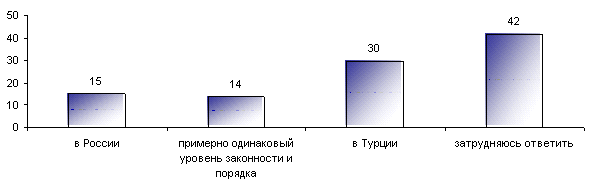 50
40
30
20
10
0
15
14
30
42
в России
примерно одинаковый
уровень законности и
порядка
в Турции
затрудняюсь ответить